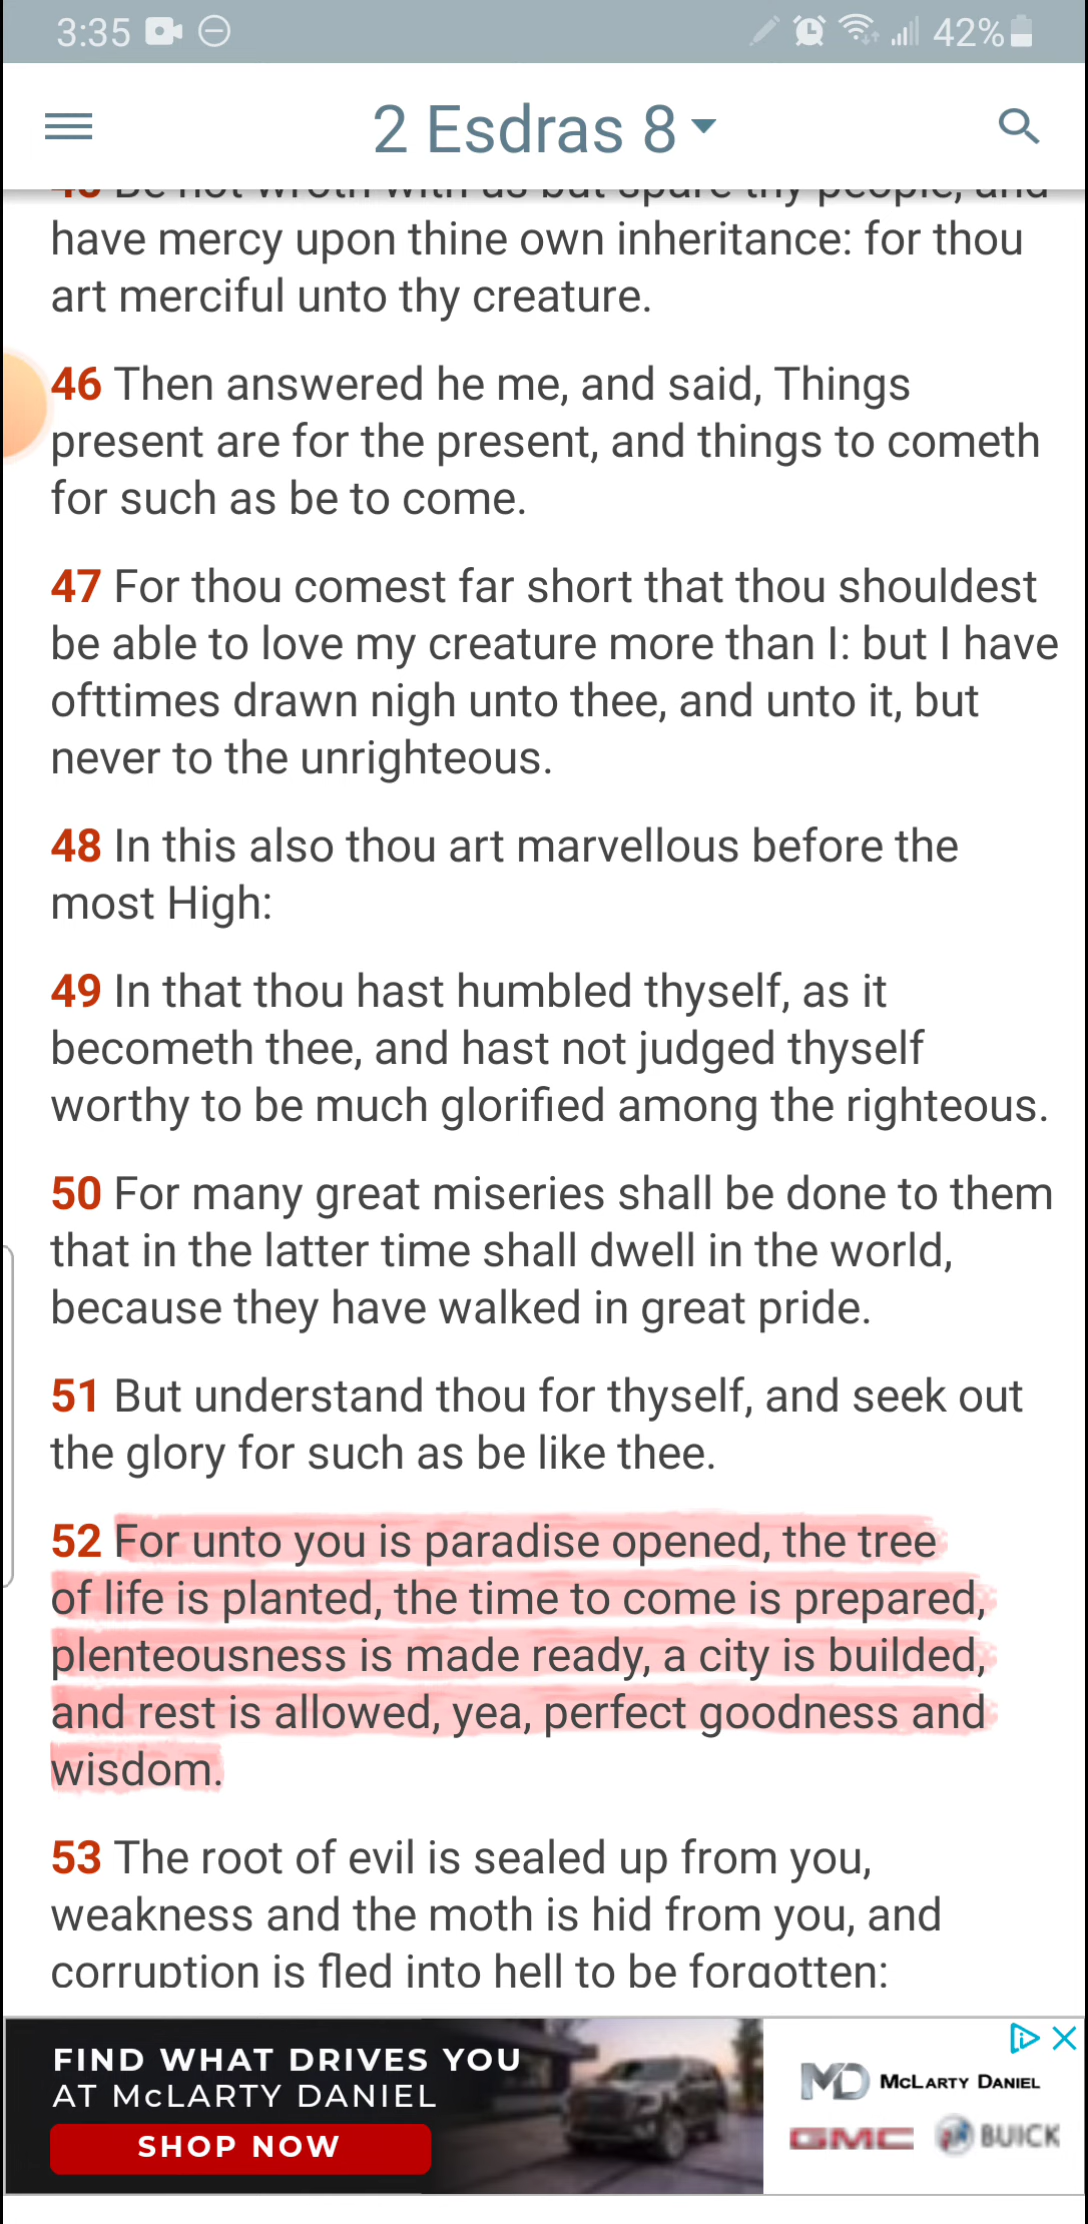 3:35 42%
2 Esdras 8
45 Be not wroth with us but spare thy people, and
have mercy upon thine own inheritance: for thou
art merciful unto thy creature.
46 Then answered he me, and said, Things
present are for the present, and things to cometh
for such as be to come.
47 For thou comest far short that thou shouldest
be able to love my creature more than I: but I have
ofttimes drawn nigh unto thee, and unto it, but
never to the unrighteous.
48 In this also thou art marvellous before the
most High:
49 In that thou hast humbled thyself, as it
becometh thee, and hast not judged thyself
worthy to be much glorified among the righteous.
50 For many great miseries shall be done to them
that in the latter time shall dwell in the world,
because they have walked in great pride.
51 But understand thou for thyself, and seek out
the glory for such as be like thee.
52 For unto you is paradise opened, the tree
of life is planted, the time to come is prepared,
plenteousness is made ready, a city is builded,
and rest is allowed, yea, perfect goodness and
wisdom.
53 The root of evil is sealed up from you,
weakness and the moth is hid from you, and
corruption is fled into hell to be forgotten:
FIND WHAT DRIVES YOU
AT McLARTY DANIEL
SHOP NOW
MD McLARTY DANIEL
GMC BUICK